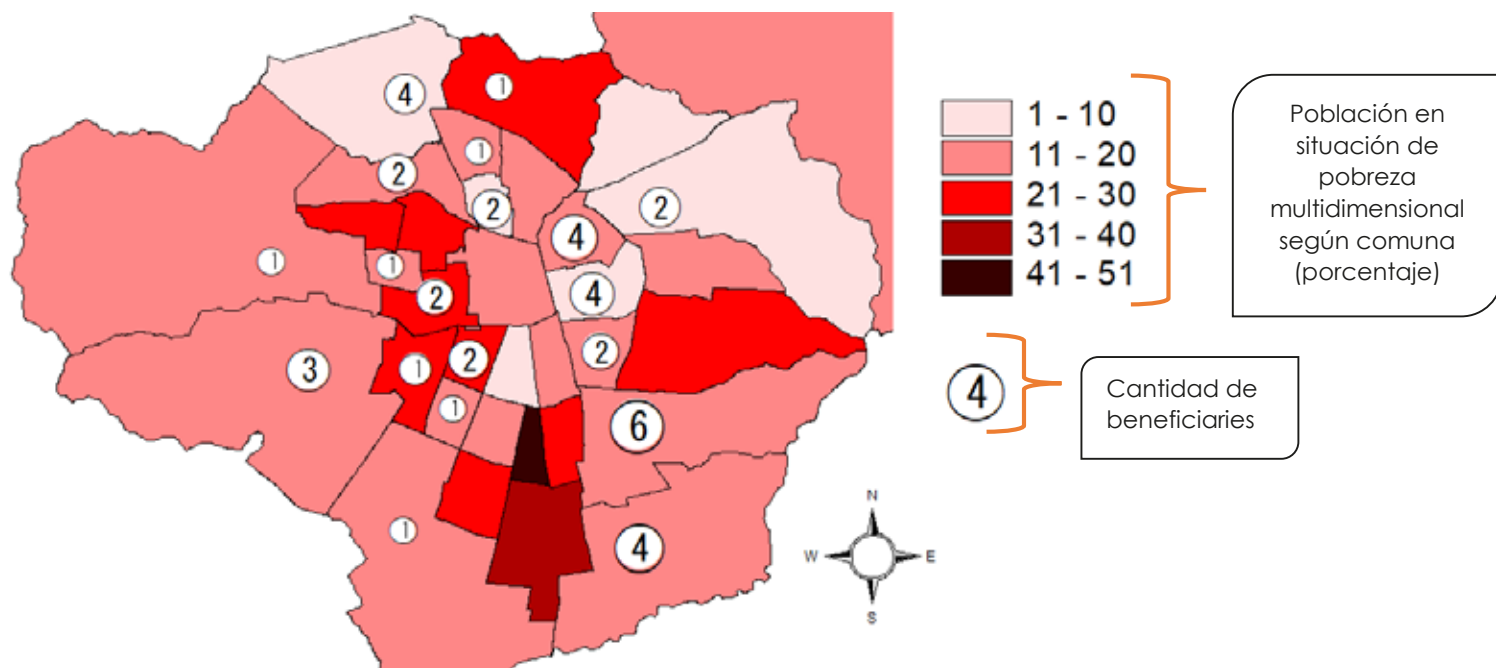 1
4
1
2
2
2
4
1
1
2
4
1
2
2
3
1
6
1
4
1 - 10
11 - 20
21 - 30
31 - 40
41 - 51
Población en
situación de
pobreza
multidimensional
según comuna
(porcentaje)
4
Cantidad de
beneficiaries
N
W
E
S